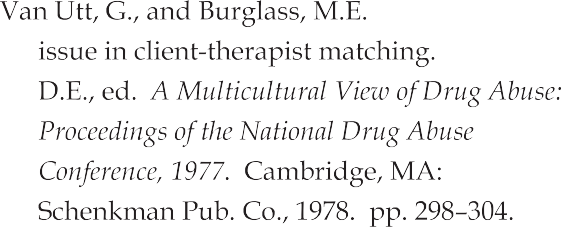 Van Utt, G., and Burglass, M.E.
issue in client-therapist matching.
D.E., ed. A Multicultural View of Drug Abuse:
Proceedings of the National Drug Abuse
Conference, 1977. Cambridge, MA:
Schenkman Pub. Co., 1978. pp. 298–304.